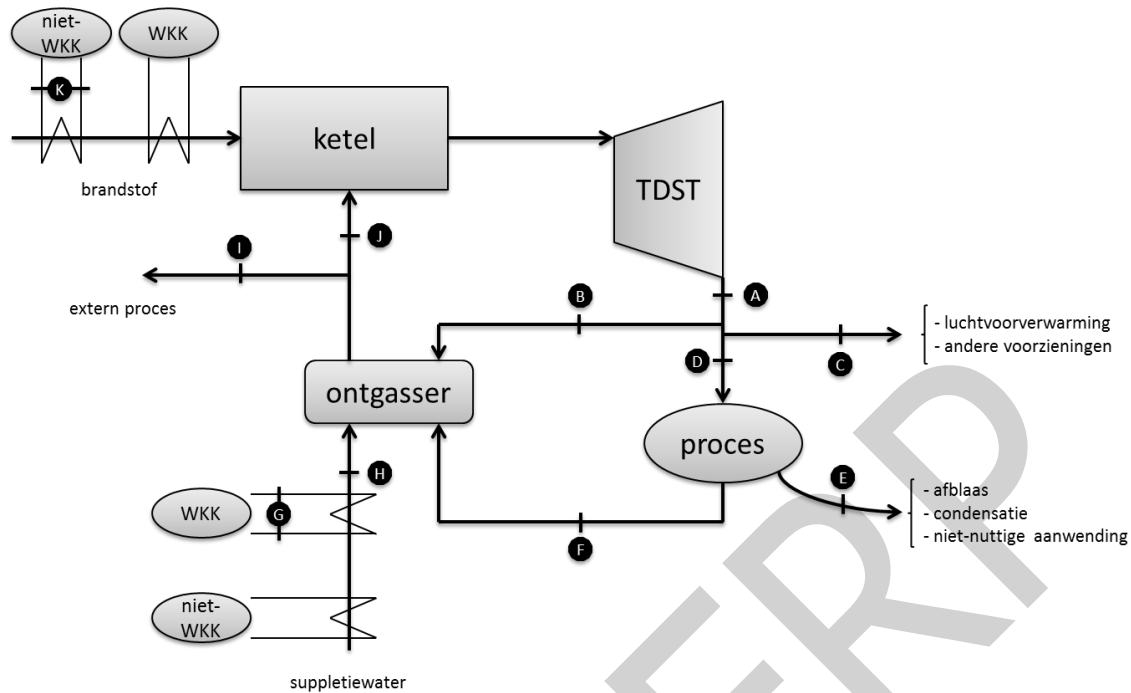 niet-
WKK
WKK
K
ketel
TDST
brandstof
J
I
extern proces
A
B
- luchtvoorverwarming
- andere voorzieningen
D
C
ontgasser
proces
H
E
WKK
G
- afblaas
- condensatie
- niet-nuttige aanwending
F
niet-
WKK
suppletiewater
ERP